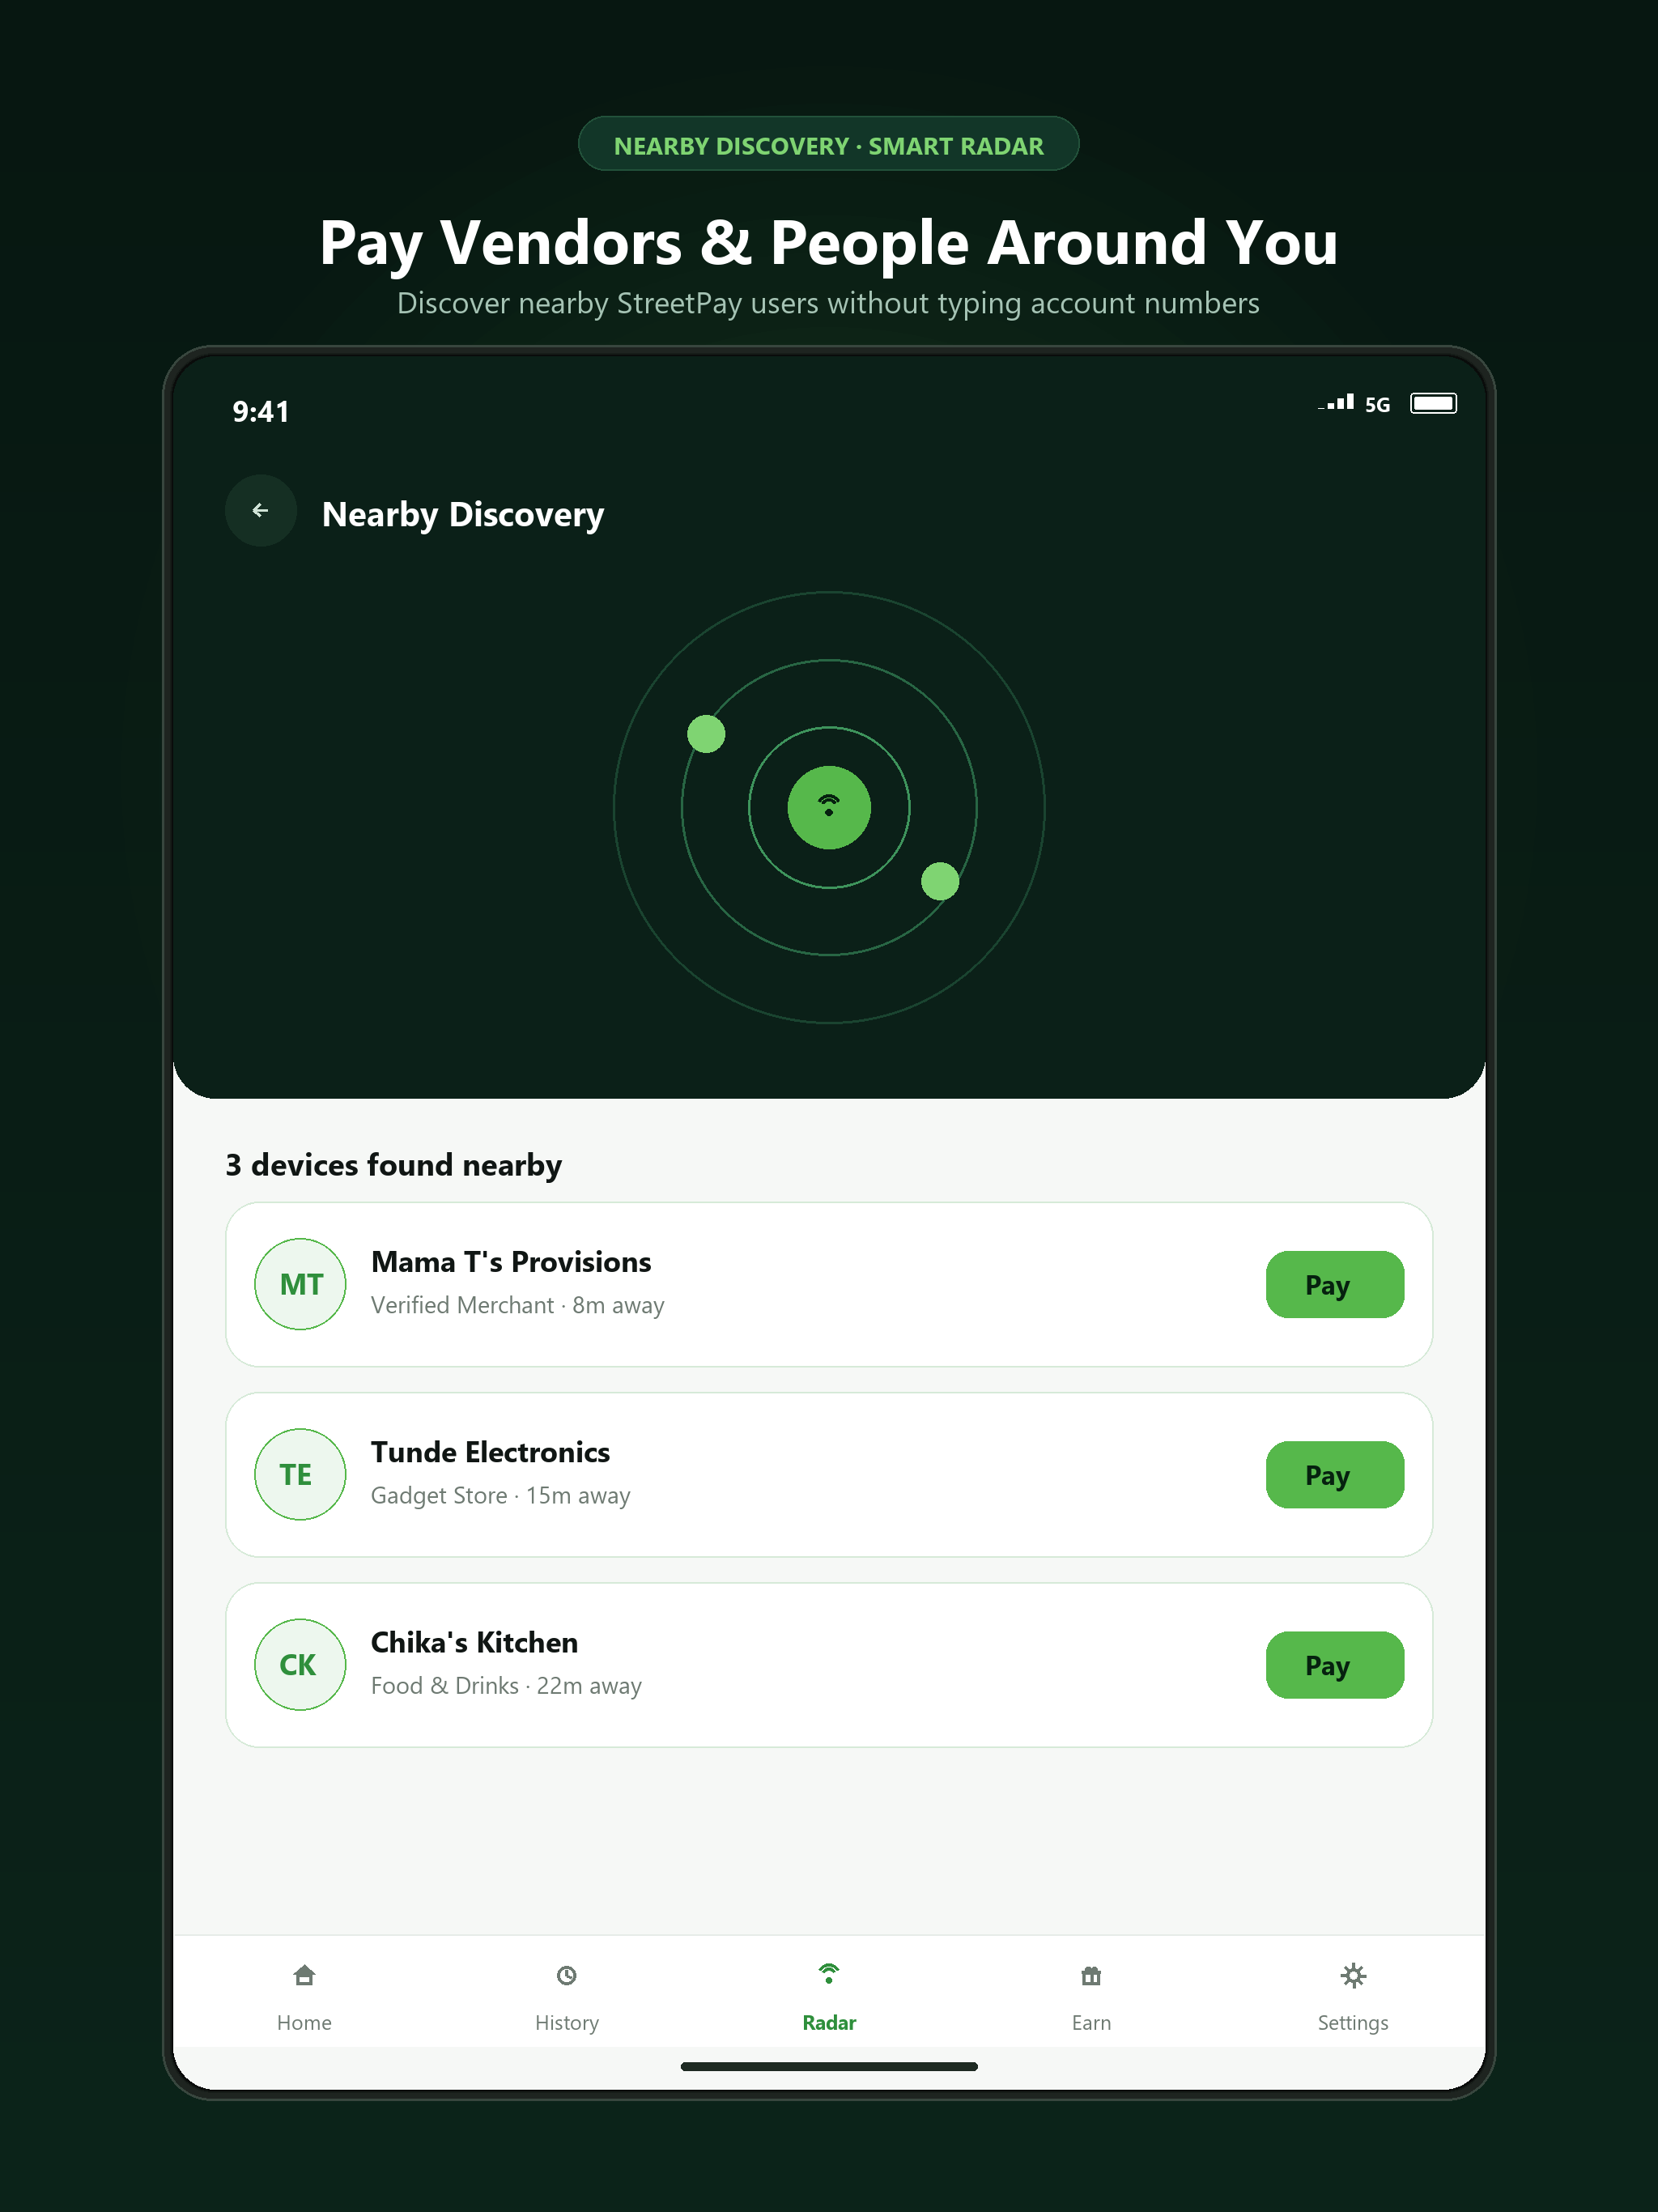 NEARBY DISCOVERY · SMART RADAR
Pay Vendors & People Around You
Discover nearby StreetPay users without typing account numbers
9:41
5G
Nearby Discovery
3 devices found nearby
MT
Mama T's Provisions
Verified Merchant · 8m away
Pay
TE
Tunde Electronics
Gadget Store · 15m away
Pay
CK
Chika's Kitchen
Food & Drinks · 22m away
Pay
Home
History
Radar
Earn
Settings